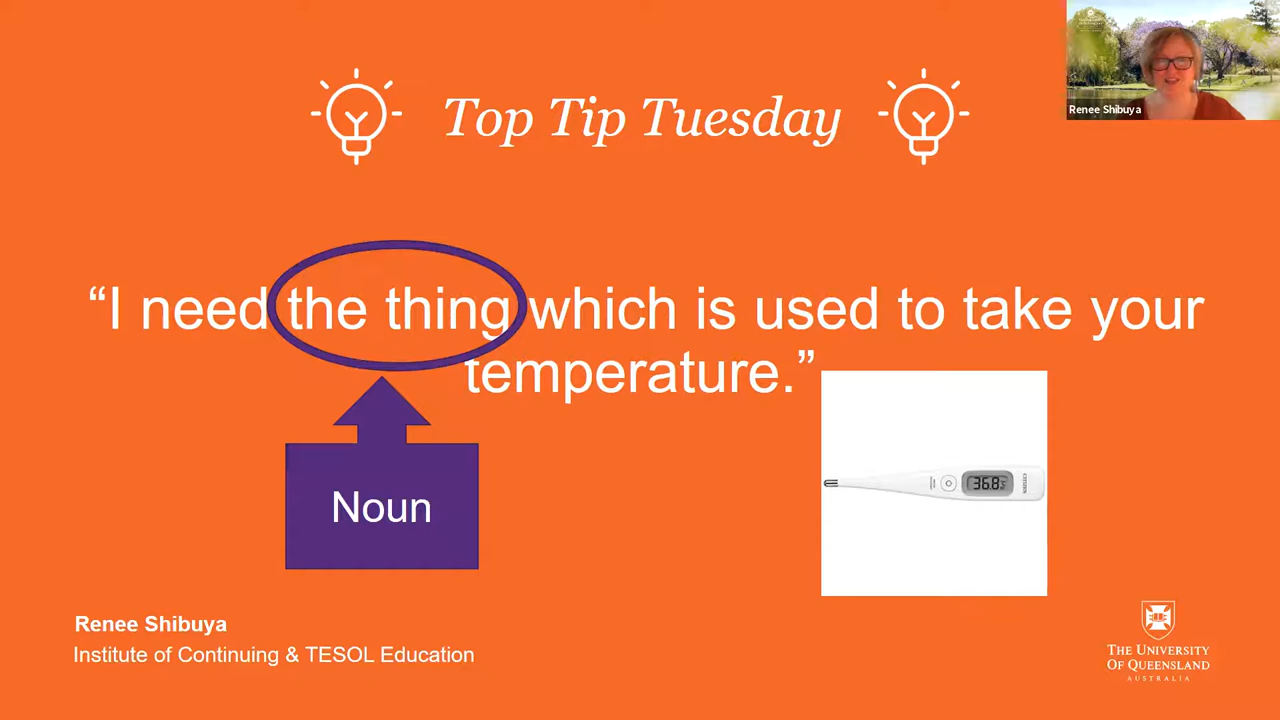 Top Tip Tuesday
Renee Shibuya
“I need the thing which is used to take your
temperature.”
Noun
36.8
CITIZEN
Renee Shibuya
Institute of Continuing & TESOL Education
THE UNIVERSITY
OF QUEENSLAND
AUSTRALIA